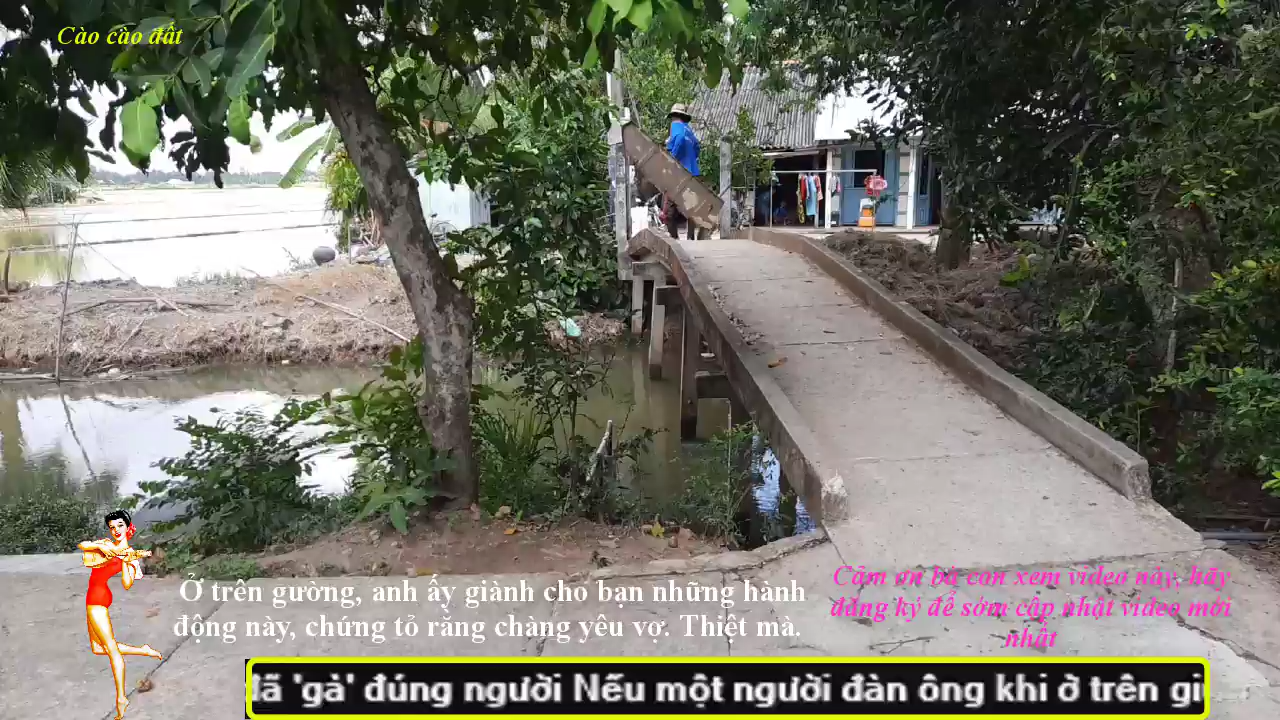 Cào cào đất
Ở trên gường, anh ấy giành cho bạn những hành
động này, chứng tỏ rằng chàng yêu vợ. Thiệt mà.
Cảm ơn bà con xem video này, hãy
đăng ký để sớm cập nhật video mới
nhất
đã 'gà' đúng người Nếu một người đàn ông khi ở trên